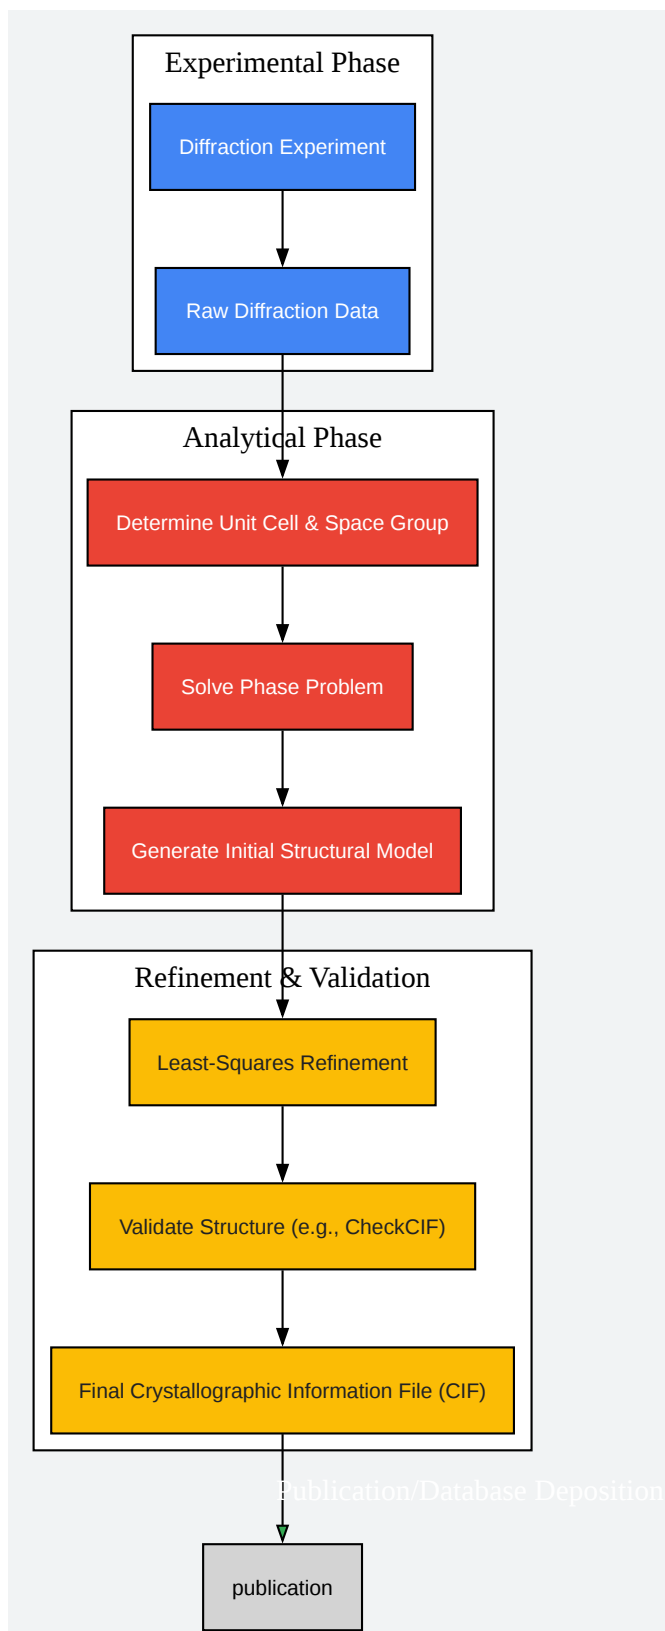 Experimental Phase
Diffraction Experiment
Raw Diffraction Data
Analytical Phase
Determine Unit Cell & Space Group
Solve Phase Problem
Generate Initial Structural Model
Refinement & Validation
Least-Squares Refinement
Validate Structure (e.g., CheckCIF)
Final Crystallographic Information File (CIF)
Publication/Database Deposition
publication